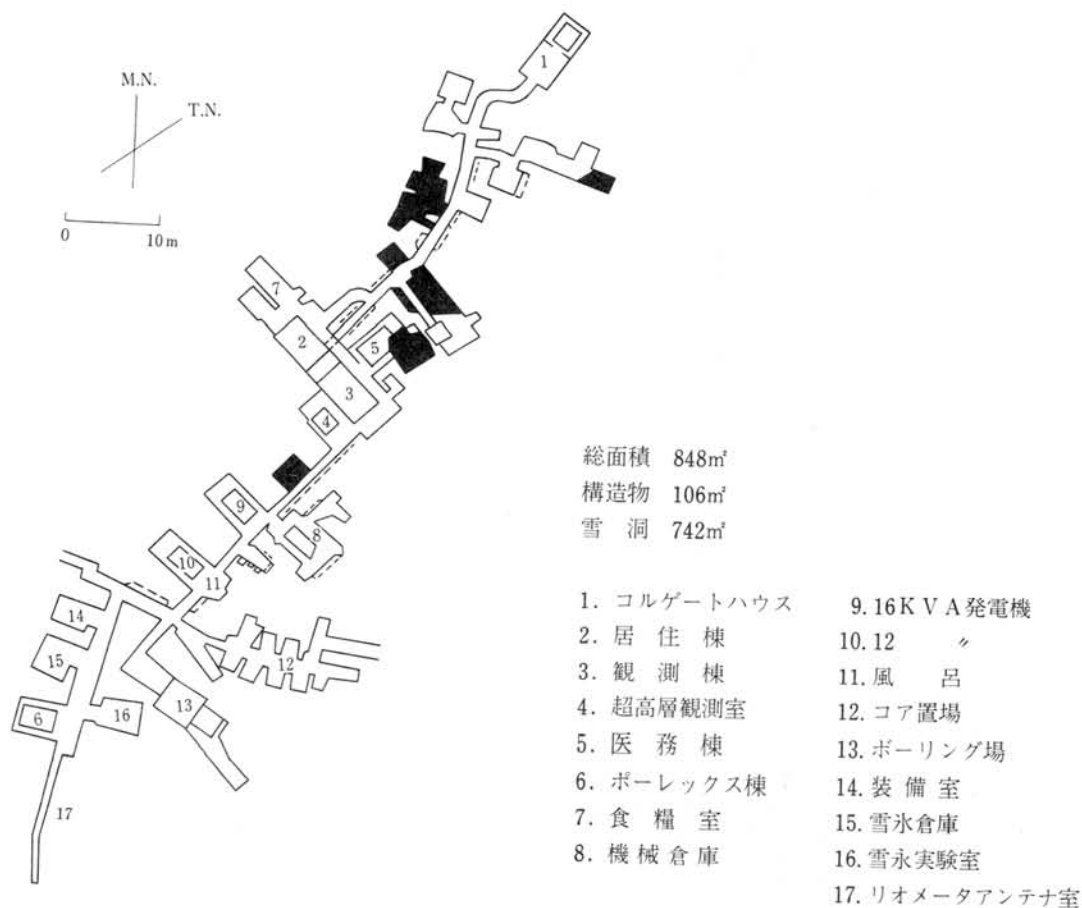 M.N.
T.N.
0 10m
1
7
2
5
3
4
9
8
10
11
14
12
15
13
6
16
17
総面積 848㎡
構造物 106㎡
雪洞 742㎡
1. コルゲートハウス
2. 居住棟
3. 観測棟
4. 超高層観測室
5. 医務棟
6. ポーレックス棟
7. 食糧室
8. 機械倉庫
9. 16KVA発電機
10. 12 〃
11. 風呂
12. コア置場
13. ボーリング場
14. 装備室
15. 雪氷倉庫
16. 雪永実験室
17. リオメータアンテナ室